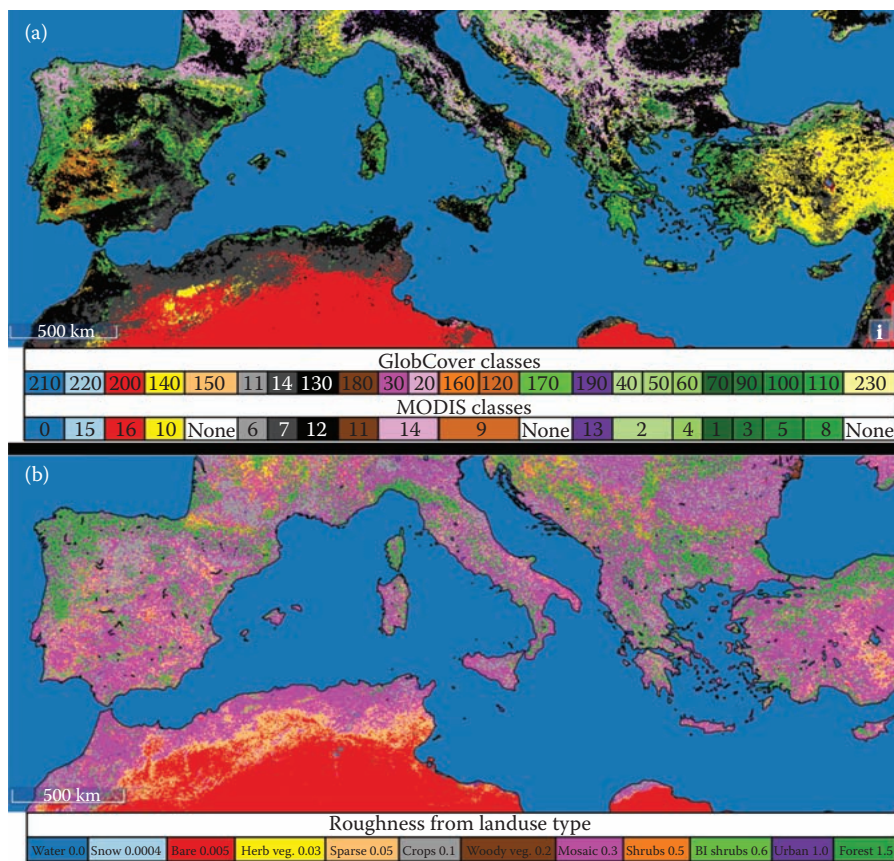 (a)
500 km
i
GlobCover classes
210 220 200 140 150 11 14 130 180 30 20 160 120 170 190 40 50 60 70 90 100 110 230
MODIS classes
0 15 16 10 None 6 7 12 11 14 9 None 13 2 4 1 3 5 8 None
(b)
500 km
Roughness from landuse type
Water 0.0 Snow 0.0004 Bare 0.005 Herb veg. 0.03 Sparse 0.05 Crops 0.1 Woody veg. 0.2 Mosaic 0.3 Shrubs 0.5 BI shrubs 0.6 Urban 1.0 Forest 1.5